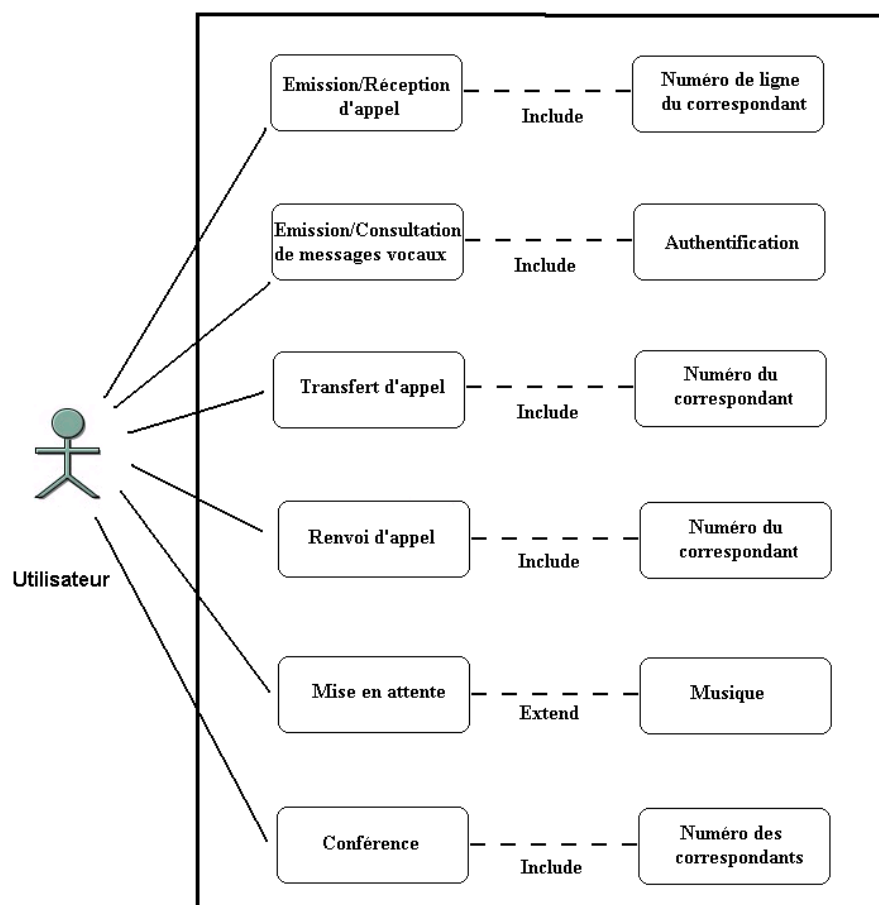 Emission/Réception
d'appel
Include
Numéro de ligne
du correspondant
Emission/Consultation
de messages vocaux
Include
Authentification
Transfert d'appel
Include
Numéro du
correspondant
Utilisateur
Renvoi d'appel
Include
Numéro du
correspondant
Mise en attente
Extend
Musique
Conférence
Include
Numéro des
correspondants